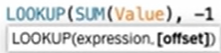 LOOKUP(SUM(Value), -1
LOOKUP(expression, [offset])